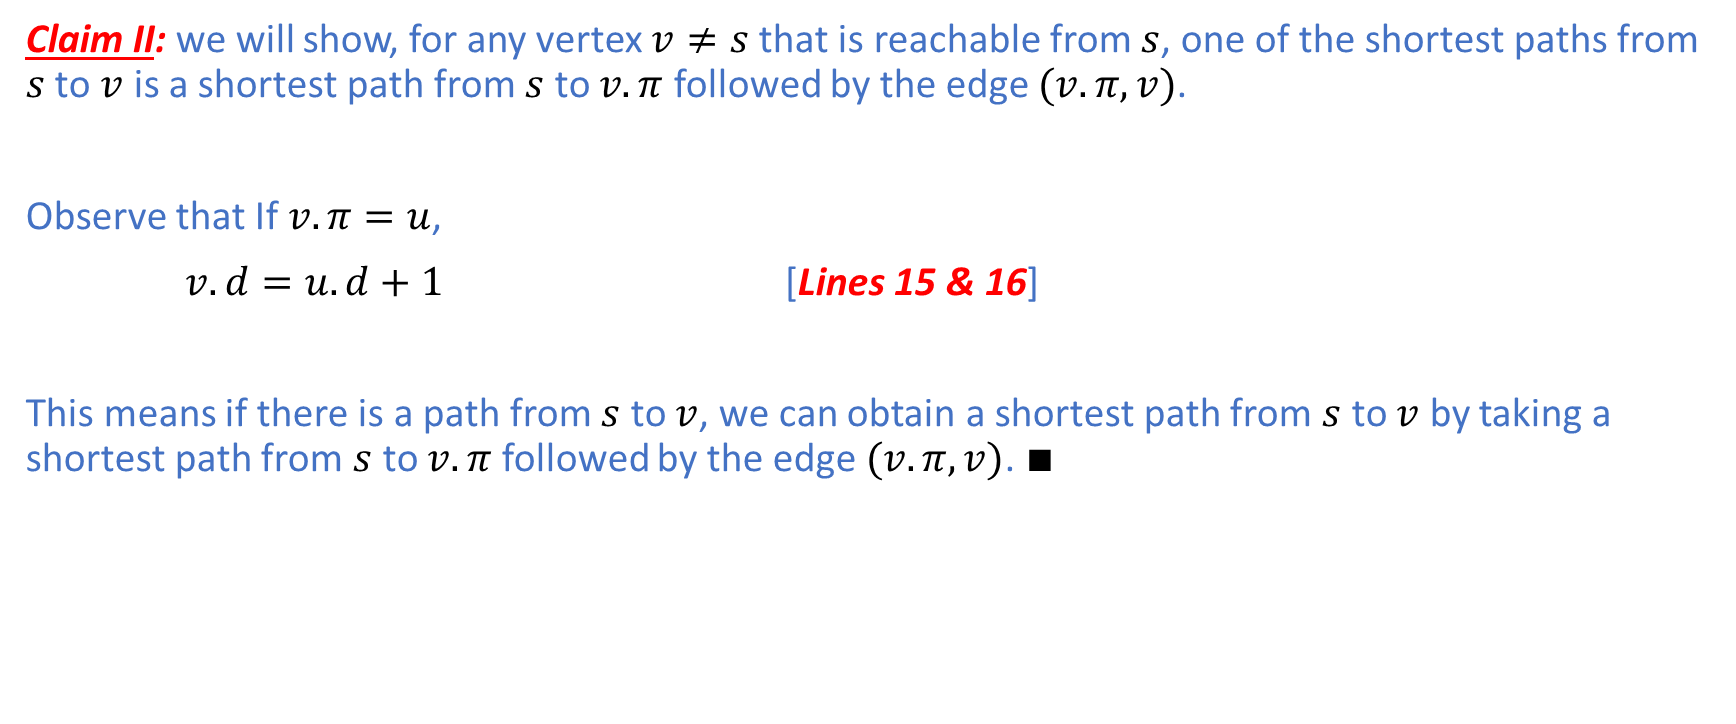 Claim II: we will show, for any vertex 𝑣 ≠ 𝑠 that is reachable from 𝑠, one of the shortest paths from
𝑠 to 𝑣 is a shortest path from 𝑠 to 𝑣. 𝜋 followed by the edge (𝑣. 𝜋, 𝑣).
Observe that If 𝑣. 𝜋 = 𝑢,
𝑣. 𝑑 = 𝑢. 𝑑 + 1 [Lines 15 & 16]
This means if there is a path from 𝑠 to 𝑣, we can obtain a shortest path from 𝑠 to 𝑣 by taking a
shortest path from 𝑠 to 𝑣. 𝜋 followed by the edge (𝑣. 𝜋, 𝑣). ■